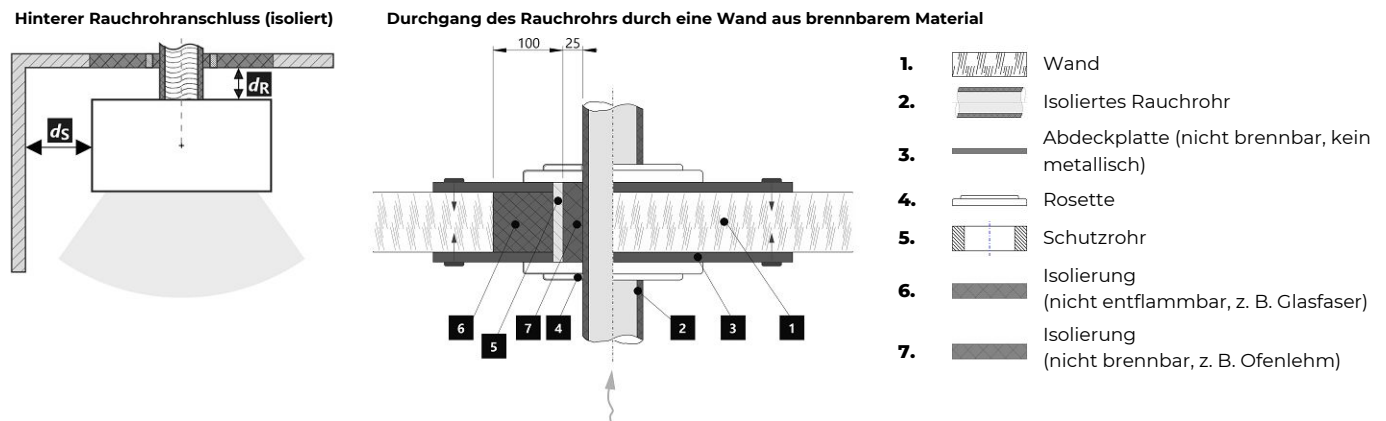 Hinterer Rauchrohranschluss (isoliert)
dR
dS
Durchgang des Rauchrohrs durch eine Wand aus brennbarem Material
100 25
6 5 7 4 2 3 1
1. Wand
2. Isoliertes Rauchrohr
3. Abdeckplatte (nicht brennbar, kein
metallisch)
4. Rosette
5. Schutzrohr
6. Isolierung
(nicht entflammbar, z. B. Glasfaser)
7. Isolierung
(nicht brennbar, z. B. Ofenlehm)